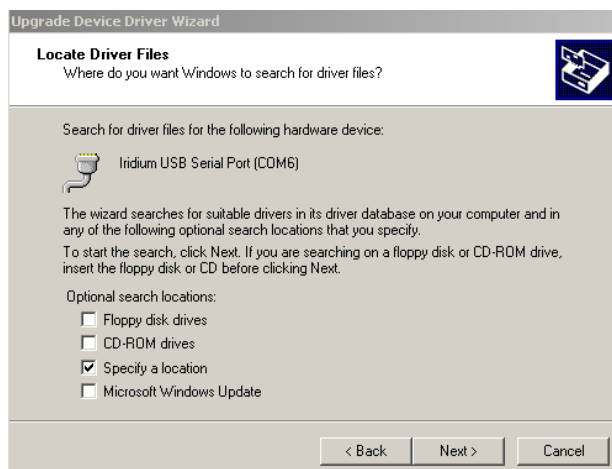 Upgrade Device Driver Wizard
Locate Driver Files
Where do you want Windows to search for driver files?
Search for driver files for the following hardware device:
Iridium USB Serial Port (COM6)
The wizard searches for suitable drivers in its driver database on your computer and in
any of the following optional search locations that you specify.
To start the search, click Next. If you are searching on a floppy disk or CD-ROM drive,
insert the floppy disk or CD before clicking Next.
Optional search locations:
Floppy disk drives
CD-ROM drives
Specify a location
Microsoft Windows Update
< Back Next > Cancel